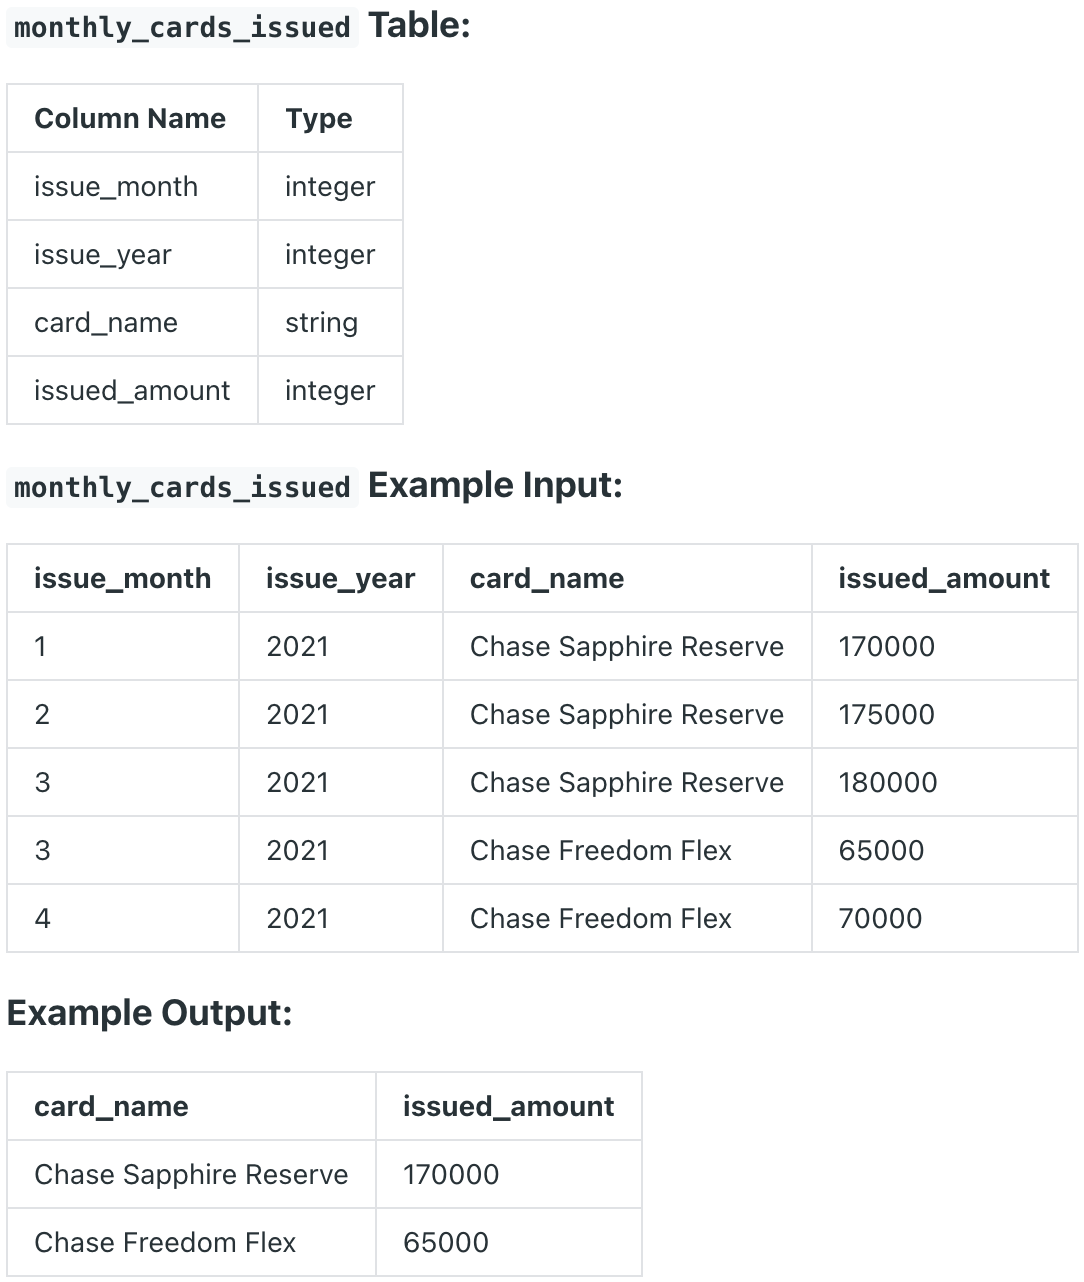 monthly_cards_issued Table:
Column Name Type
issue_month integer
issue_year integer
card_name string
issued_amount integer
monthly_cards_issued Example Input:
issue_month issue_year card_name issued_amount
1 2021 Chase Sapphire Reserve 170000
2 2021 Chase Sapphire Reserve 175000
3 2021 Chase Sapphire Reserve 180000
3 2021 Chase Freedom Flex 65000
4 2021 Chase Freedom Flex 70000
Example Output:
card_name issued_amount
Chase Sapphire Reserve 170000
Chase Freedom Flex 65000